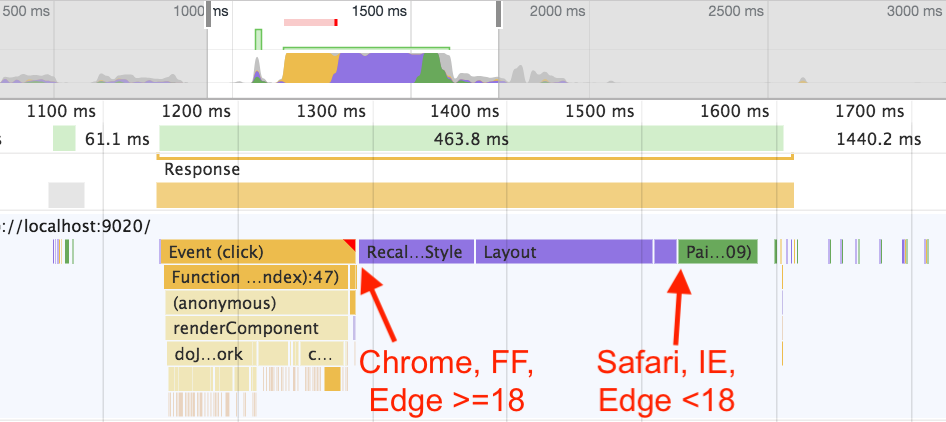 500 ms 1000 ms 1500 ms 2000 ms 2500 ms 3000 ms
1100 ms 1200 ms 1300 ms 1400 ms 1500 ms 1600 ms 1700 ms
61.1 ms 463.8 ms 1440.2 ms
Response
://localhost:9020/
Event (click) Recal...Style Layout Pai...09)
Function ...ndex):47)
(anonymous)
renderComponent
doJ...ork c...
Chrome, FF,
Edge >=18
Safari, IE,
Edge <18